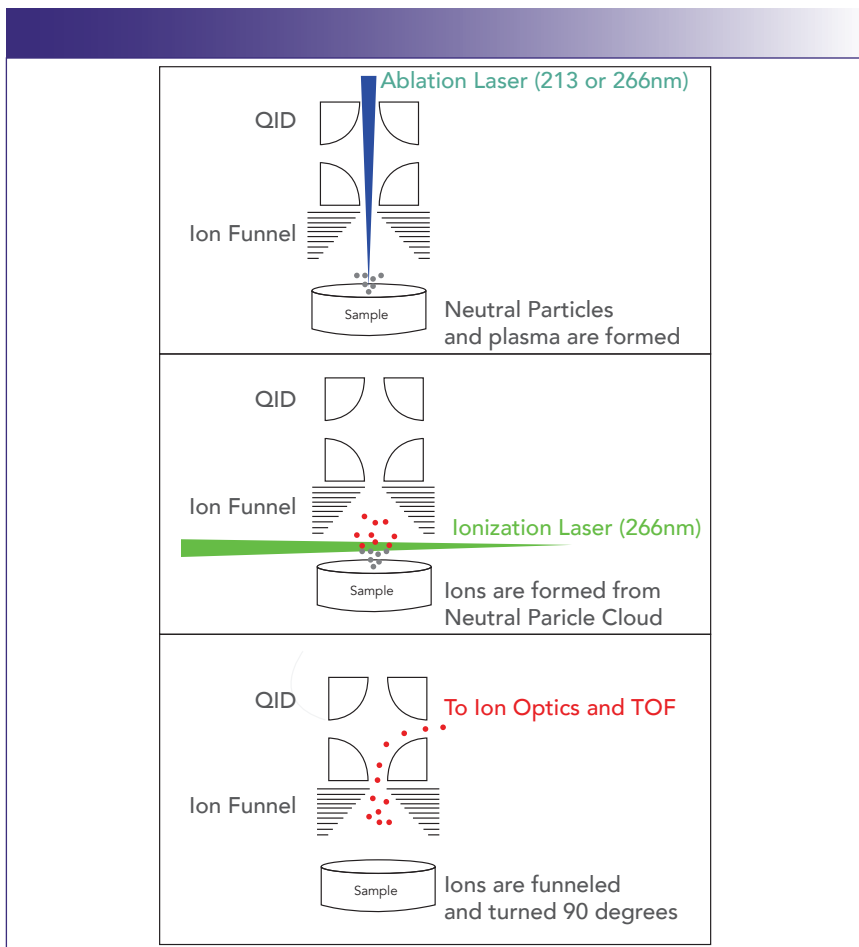 Ablation Laser (213 or 266nm)
QID
Ion Funnel
Sample
Neutral Particles
and plasma are formed
QID
Ion Funnel
Ionization Laser (266nm)
Sample
Ions are formed from
Neutral Paricle Cloud
QID
To Ion Optics and TOF
Ion Funnel
Sample
Ions are funneled
and turned 90 degrees